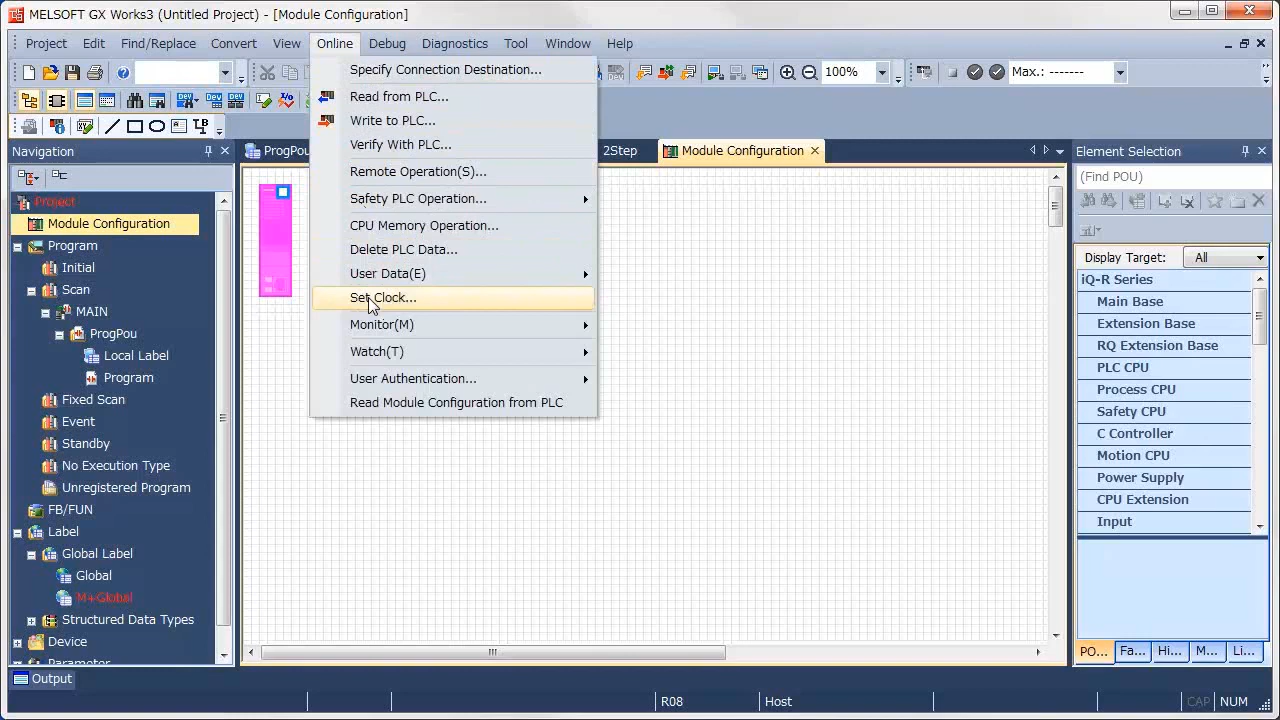 MELSOFT GX Works3 (Untitled Project) - [Module Configuration]
Project Edit Find/Replace Convert View Online Debug Diagnostics Tool Window Help
100%
Max.: -------
Navigation
Project
Module Configuration
Program
Initial
Scan
MAIN
ProgPou
Local Label
Program
Fixed Scan
Event
Standby
No Execution Type
Unregistered Program
FB/FUN
Label
Global Label
Global
M+Global
Structured Data Types
Device
Parameter
ProgPou
2Step
Module Configuration
Specify Connection Destination...
Read from PLC...
Write to PLC...
Verify With PLC...
Remote Operation(S)...
Safety PLC Operation...
CPU Memory Operation...
Delete PLC Data...
User Data(E)
Set Clock...
Monitor(M)
Watch(T)
User Authentication...
Read Module Configuration from PLC
Element Selection
(Find POU)
Display Target: All
iQ-R Series
Main Base
Extension Base
RQ Extension Base
PLC CPU
Process CPU
Safety CPU
C Controller
Motion CPU
Power Supply
CPU Extension
Input
PO... Fa... Hi... M... Li...
Output
R08 Host CAP NUM